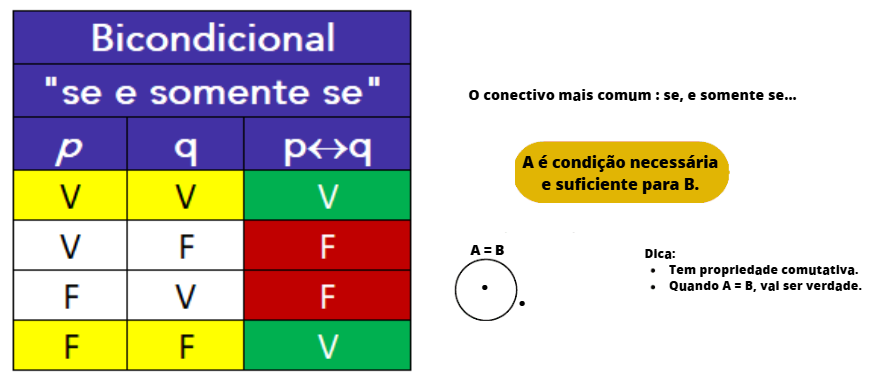 Bicondicional
"se e somente se"
p q p↔q
V V V
V F F
F V F
F F V
O conectivo mais comum : se, e somente se...
A é condição necessária
e suficiente para B.
A = B
Dica:
• Tem propriedade comutativa.
• Quando A = B, vai ser verdade.